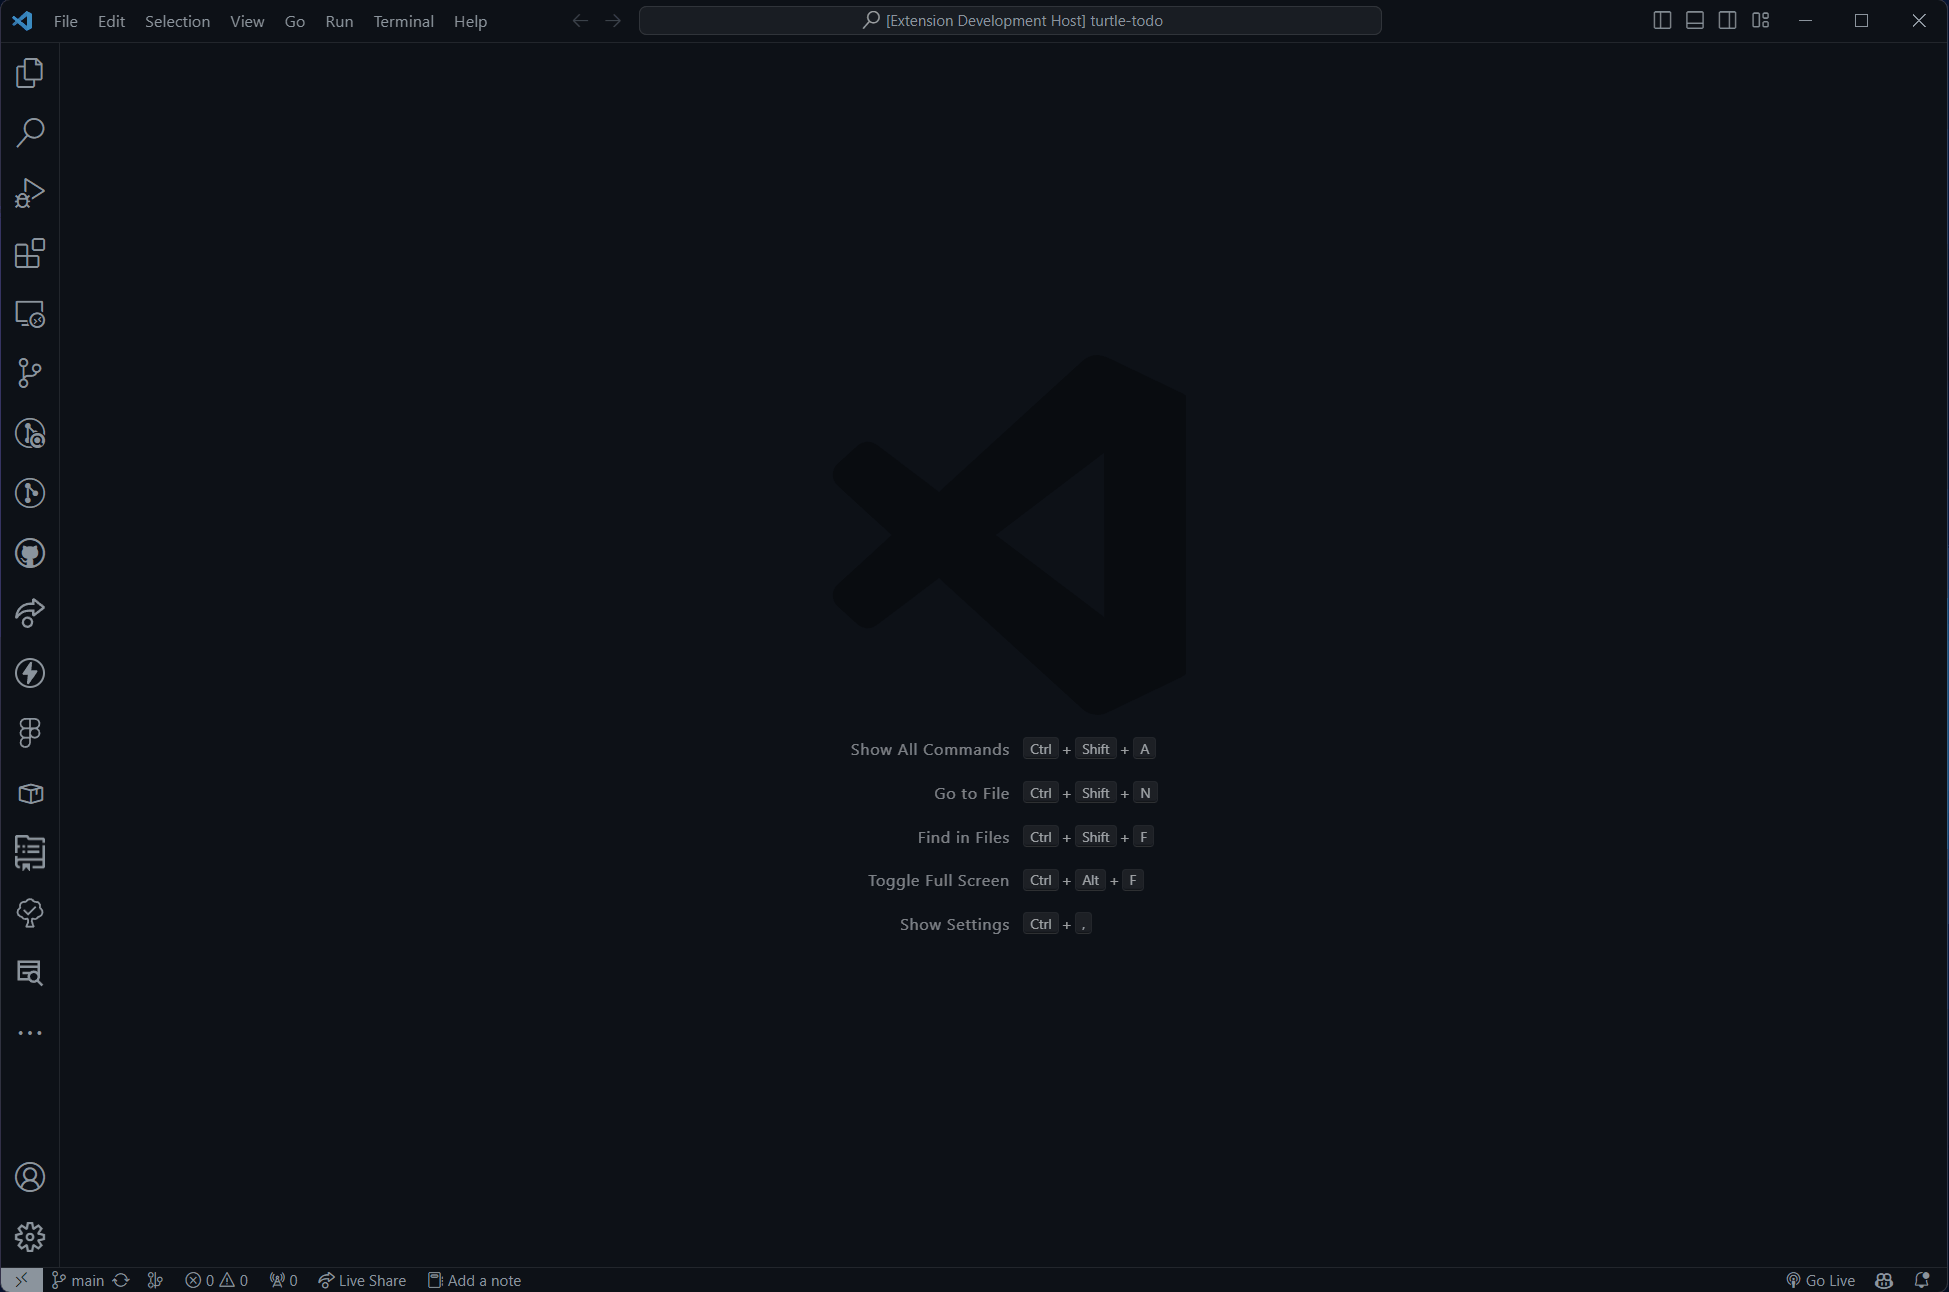 File Edit Selection View Go Run Terminal Help [Extension Development Host] turtle-todo
Show All Commands Ctrl + Shift + A
Go to File Ctrl + Shift + N
Find in Files Ctrl + Shift + F
Toggle Full Screen Ctrl + Alt + F
Show Settings Ctrl + ,
main 0 0 0 Live Share Add a note Go Live